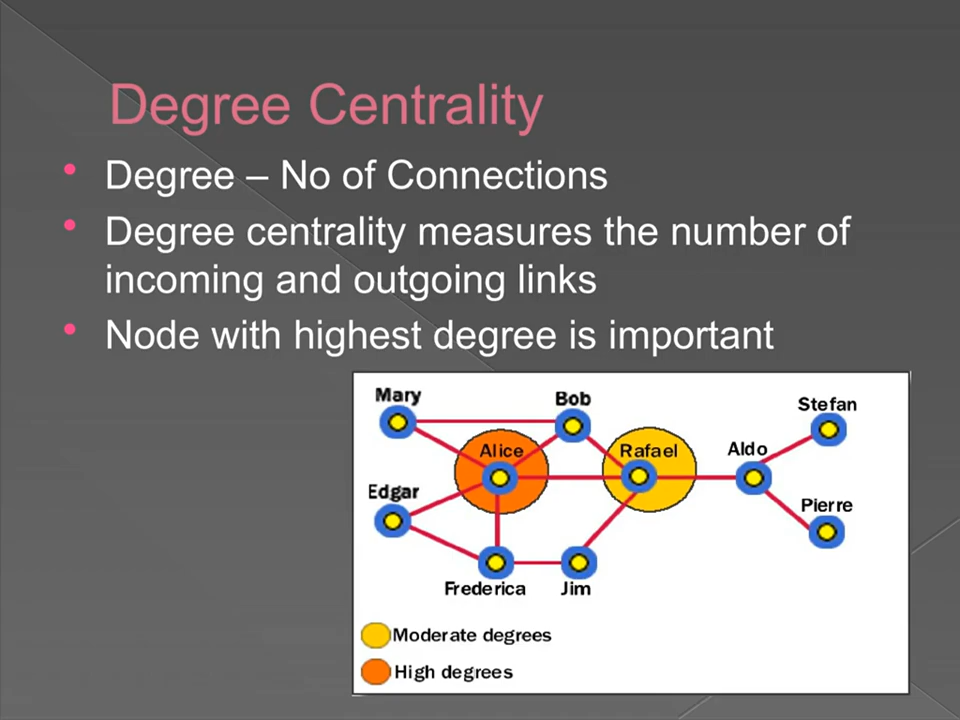 Degree Centrality
Degree – No of Connections
Degree centrality measures the number of
incoming and outgoing links
Node with highest degree is important
Mary
Bob
Stefan
Alice
Rafael
Aldo
Edgar
Pierre
Frederica
Jim
Moderate degrees
High degrees